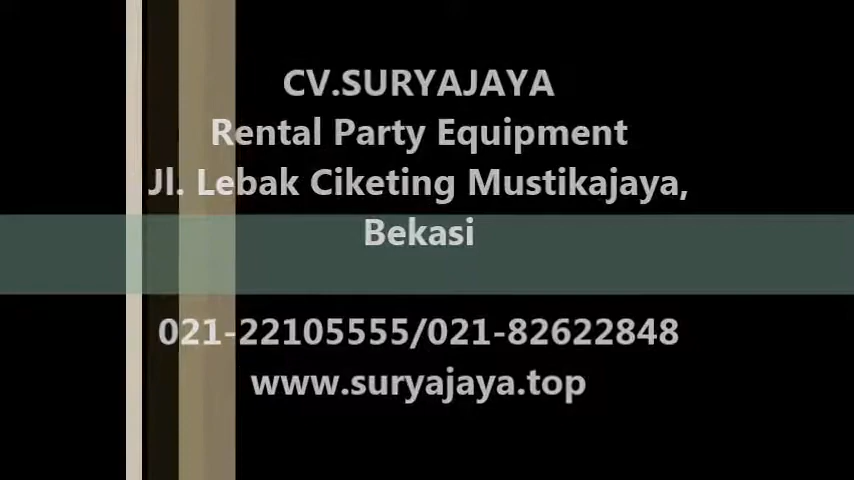 CV.SURYAJAYA
Rental Party Equipment
Jl. Lebak Ciketing Mustikajaya,
Bekasi
021-22105555/021-82622848
www.suryajaya.top